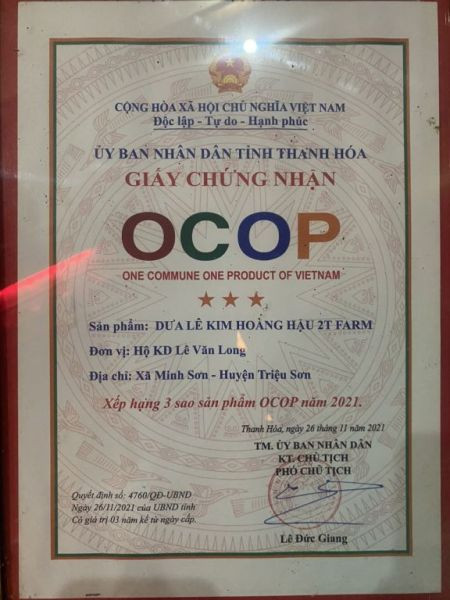 CỘNG HÒA XÃ HỘI CHỦ NGHĨA VIỆT NAM
Độc lập - Tự do - Hạnh phúc
ỦY BAN NHÂN DÂN TỈNH THANH HÓA
GIẤY CHỨNG NHẬN
OCOP
ONE COMMUNE ONE PRODUCT OF VIETNAM
Sản phẩm: DƯA LÊ KIM HOÀNG HẬU 2T FARM
Đơn vị: Hộ KD Lê Văn Long
Địa chỉ: Xã Minh Sơn - Huyện Triệu Sơn
Xếp hạng 3 sao sản phẩm OCOP năm 2021.
Thanh Hóa, ngày 26 tháng 11 năm 2021
TM. ỦY BAN NHÂN DÂN
KT. CHỦ TỊCH
PHÓ CHỦ TỊCH
Quyết định số: 4760/QĐ-UBND
Ngày 26/11/2021 của UBND tỉnh
Có giá trị 03 năm kể từ ngày cấp.
Lê Đức Giang